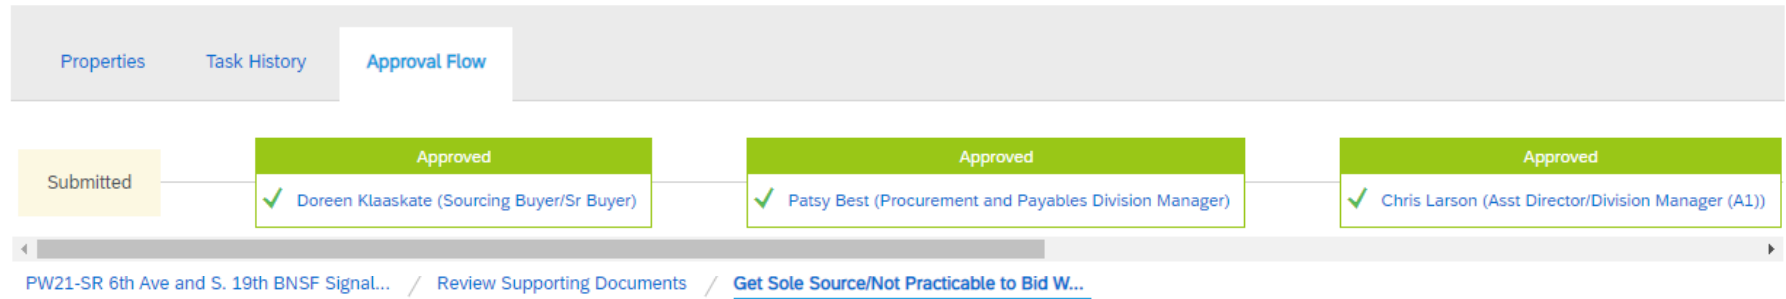 Properties Task History Approval Flow
Approved Approved Approved
Submitted
Doreen Klaaskate (Sourcing Buyer/Sr Buyer) Patsy Best (Procurement and Payables Division Manager) Chris Larson (Asst Director/Division Manager (A1))
PW21-SR 6th Ave and S. 19th BNSF Signal... / Review Supporting Documents / Get Sole Source/Not Practicable to Bid W...